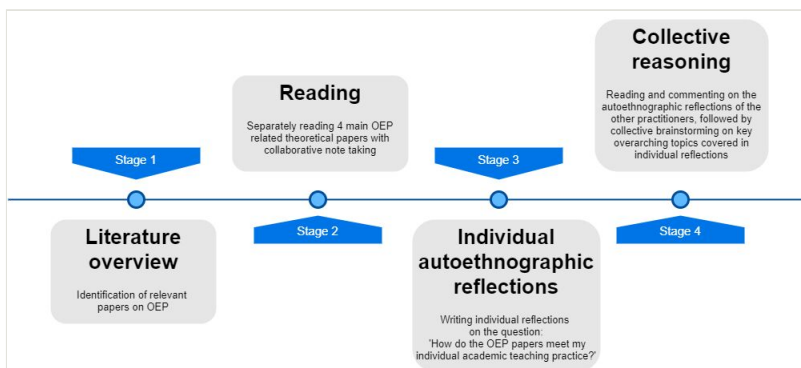 Stage 1
Literature
overview
Identification of relevant
papers on OEP
Reading
Separately reading 4 main OEP
related theoretical papers with
collaborative note taking
Stage 2
Stage 3
Individual
autoethnographic
reflections
Writing individual reflections
on the question:
'How do the OEP papers meet my
individual academic teaching practice?'
Collective
reasoning
Reading and commenting on the
autoethnographic reflections of the
other practitioners, followed by
collective brainstorming on key
overarching topics covered in
individual reflections
Stage 4